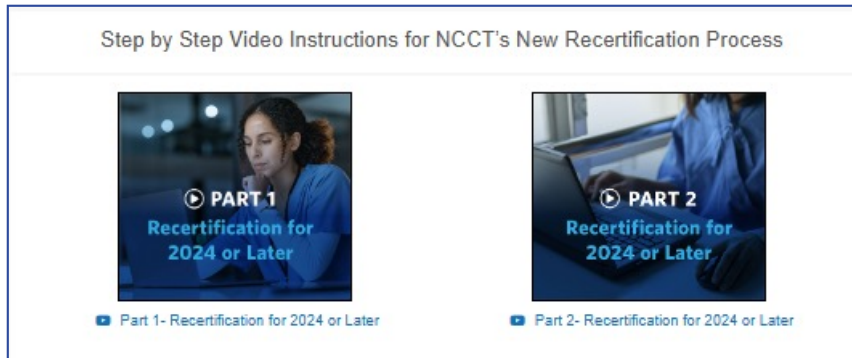 Step by Step Video Instructions for NCCT's New Recertification Process
PART 1
Recertification for
2024 or Later
Part 1- Recertification for 2024 or Later
PART 2
Recertification for
2024 or Later
Part 2- Recertification for 2024 or Later